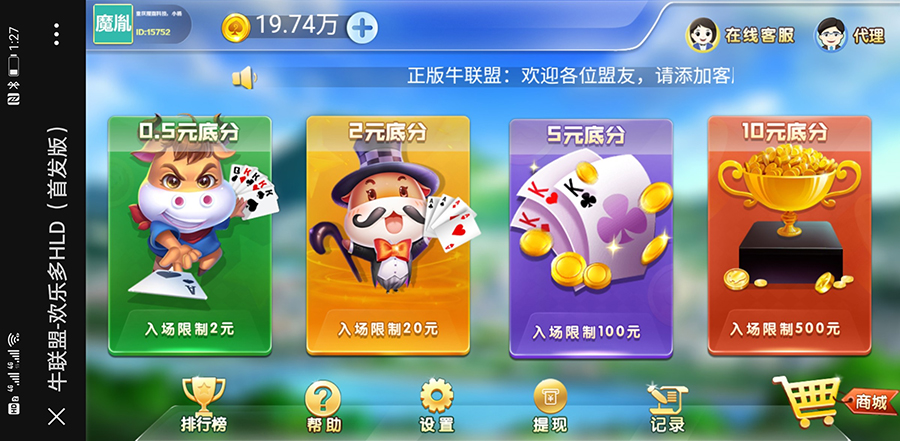 1:27
牛联盟-欢乐多HLD（首发版）
魔胤
ID:15752
19.74万
在线客服
代理
正版牛联盟：欢迎各位盟友，请添加客
0.5元底分
2元底分
5元底分
10元底分
入场限制2元
入场限制20元
入场限制100元
入场限制500元
排行榜
帮助
设置
提现
记录
商城